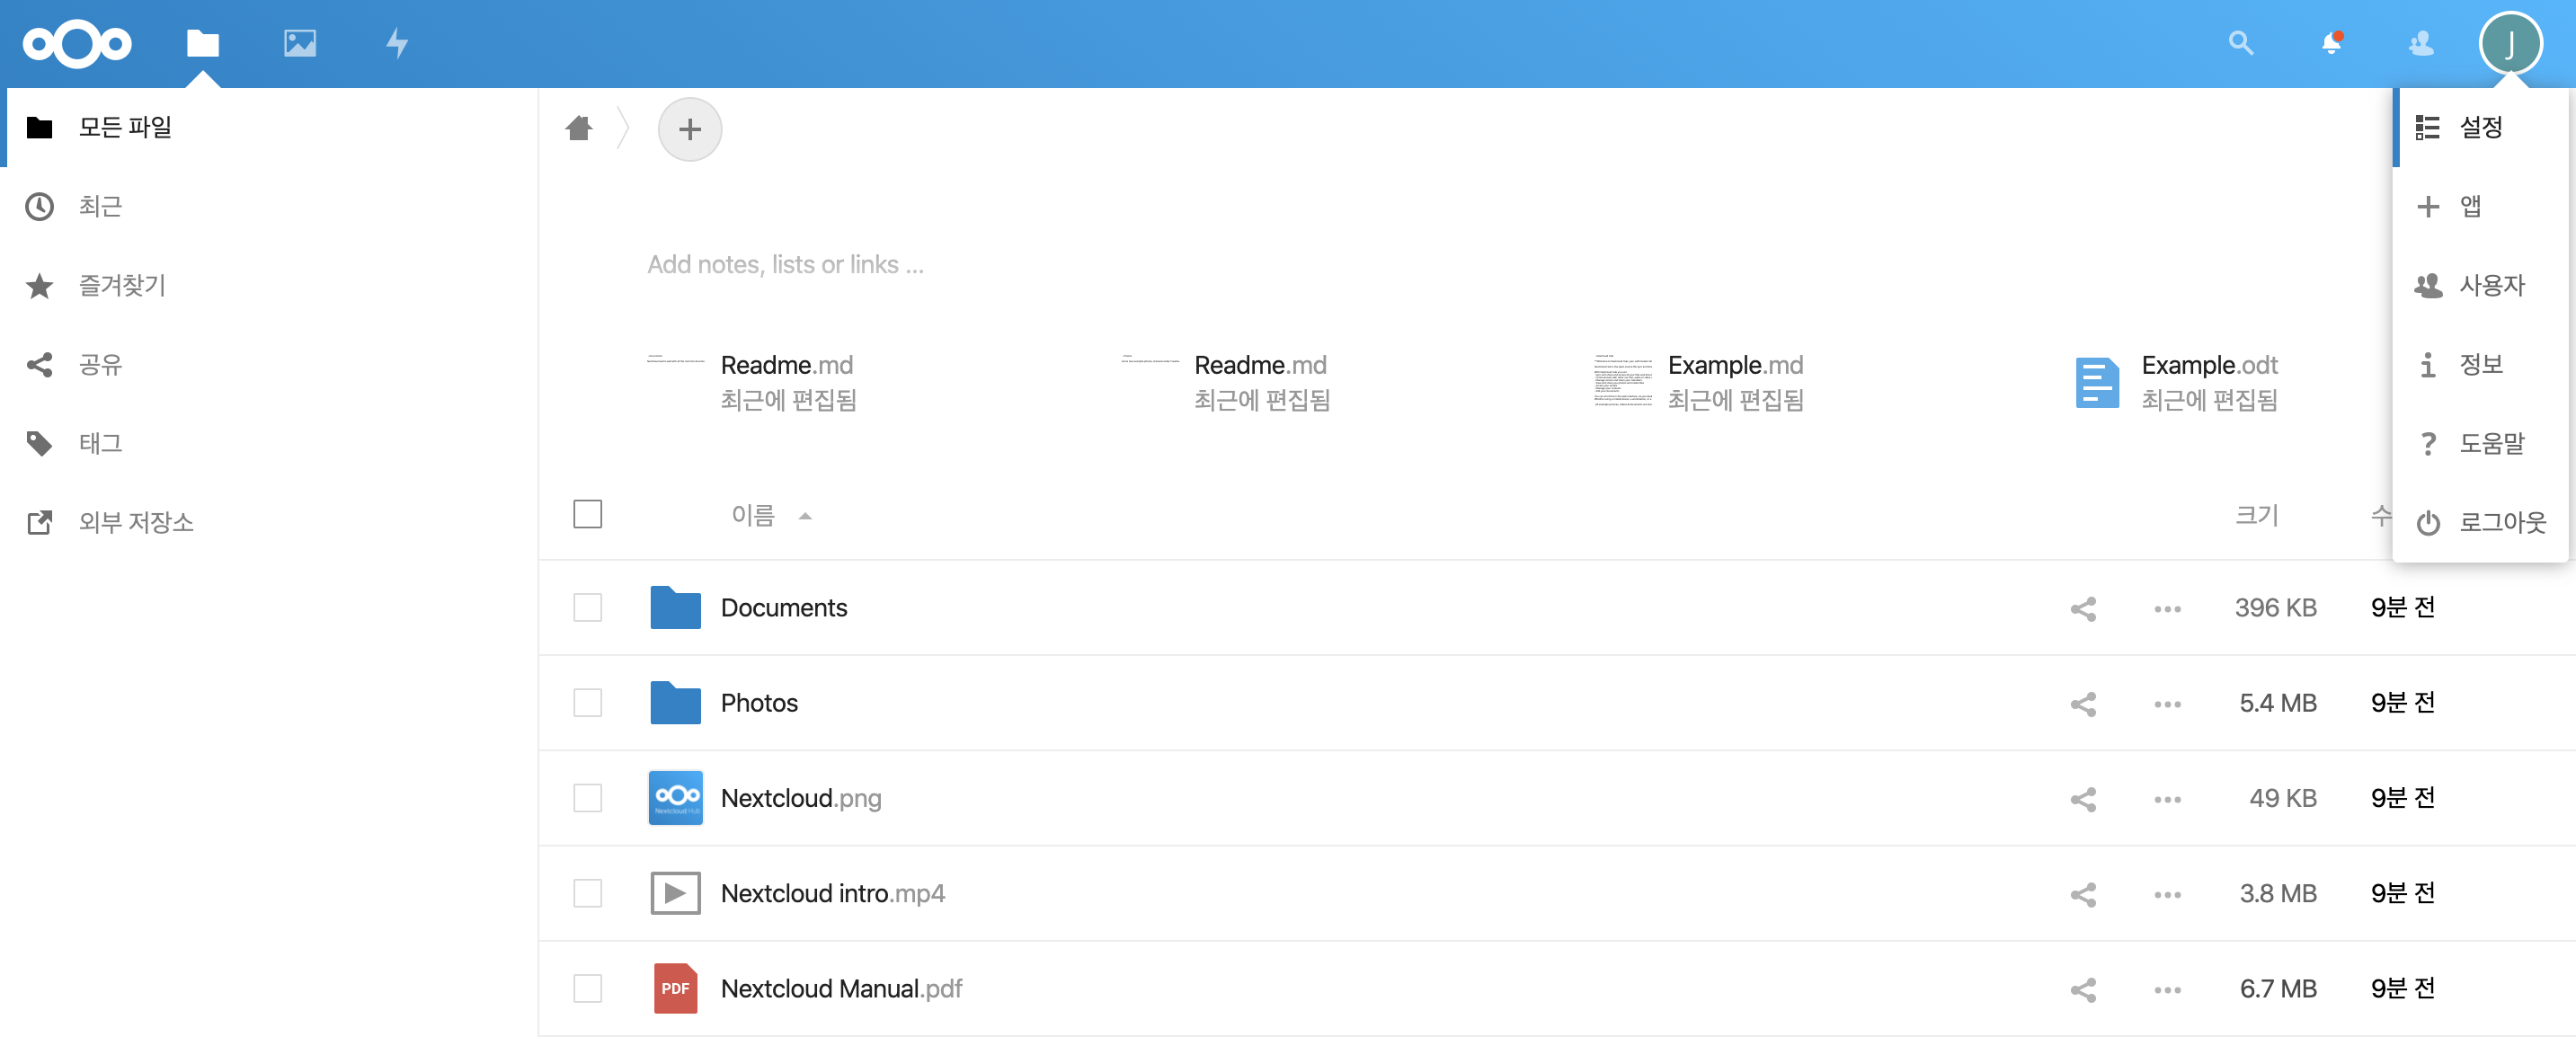 J
모든 파일
최근
즐겨찾기
공유
태그
외부 저장소
Add notes, lists or links ...
Readme.md
최근에 편집됨
Readme.md
최근에 편집됨
Example.md
최근에 편집됨
Example.odt
최근에 편집됨
이름
크기
수
Documents
396 KB
9분 전
Photos
5.4 MB
9분 전
Nextcloud Hub
Nextcloud.png
49 KB
9분 전
Nextcloud intro.mp4
3.8 MB
9분 전
PDF
Nextcloud Manual.pdf
6.7 MB
9분 전
설정
앱
사용자
정보
도움말
로그아웃